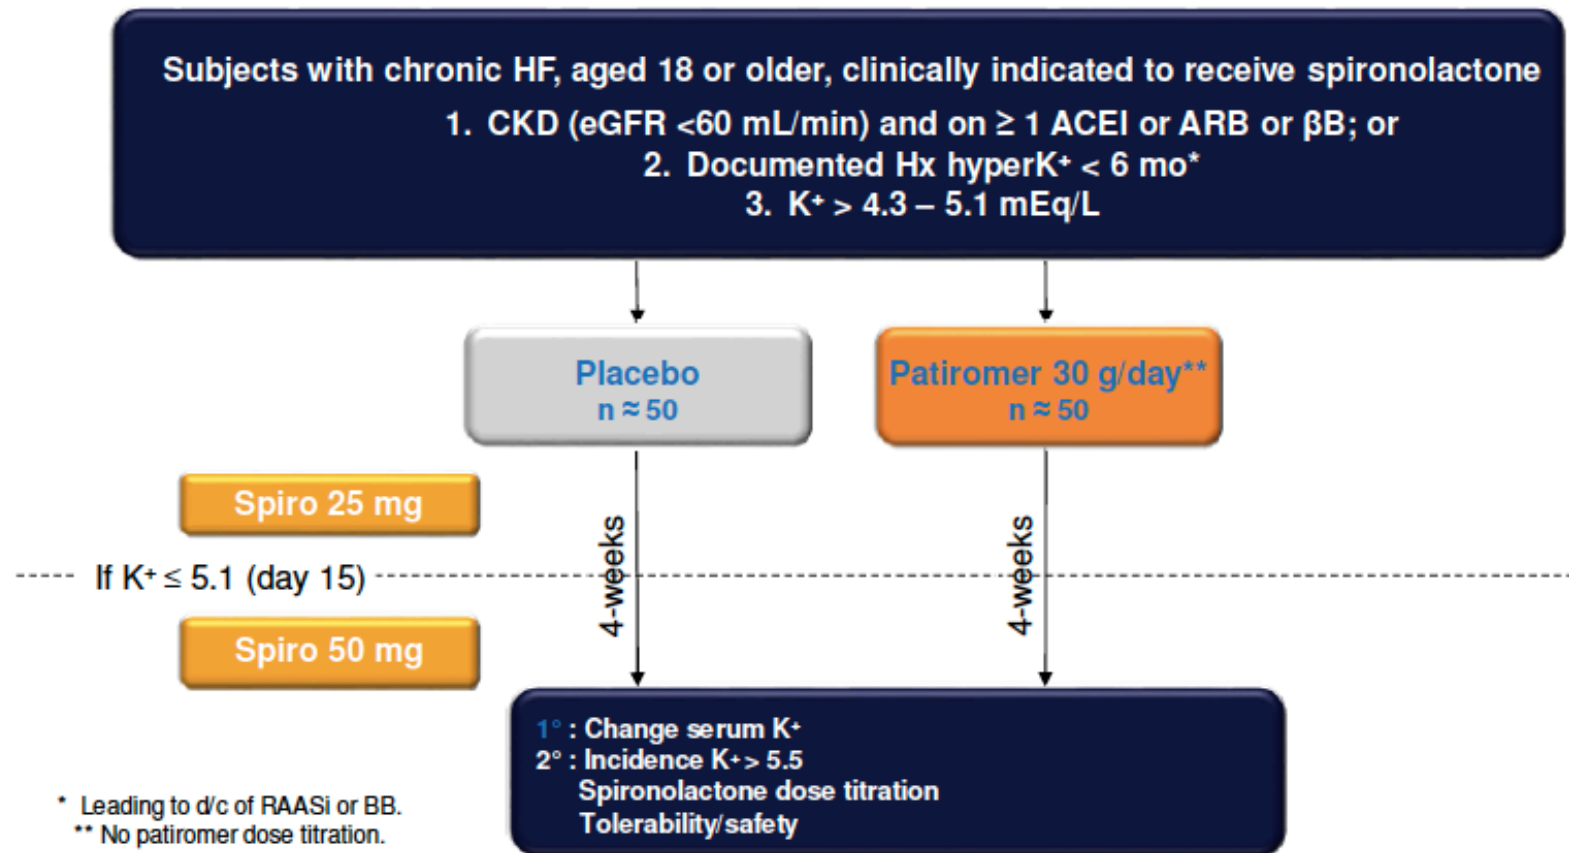 Subjects with chronic HF, aged 18 or older, clinically indicated to receive spironolactone
1. CKD (eGFR <60 mL/min) and on ≥ 1 ACEI or ARB or βB; or
2. Documented Hx hyperK⁺ < 6 mo*
3. K⁺ > 4.3 – 5.1 mEq/L
Placebo
n ≈ 50
Patiromer 30 g/day**
n ≈ 50
Spiro 25 mg
4-weeks
4-weeks
If K⁺ ≤ 5.1 (day 15)
Spiro 50 mg
1° : Change serum K⁺
2° : Incidence K⁺ > 5.5
Spironolactone dose titration
Tolerability/safety
* Leading to d/c of RAASi or BB.
** No patiromer dose titration.